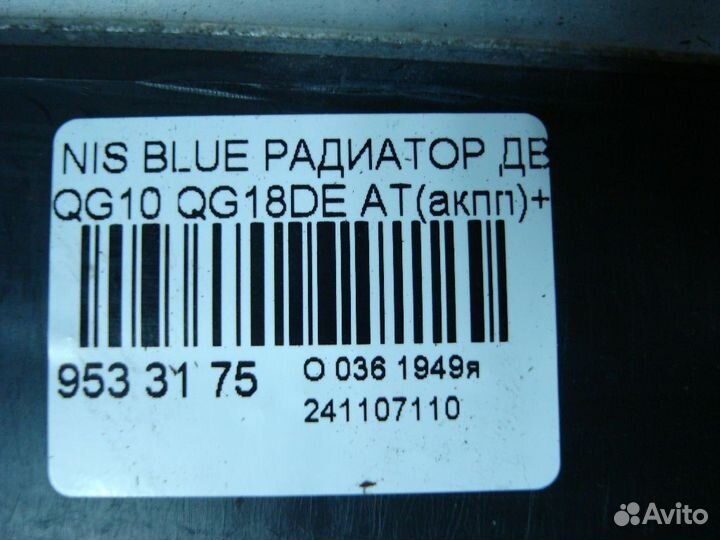 NIS BLUE РАДИАТОР ДВ
QG10 QG18DE AT(акпп)+
953 31 75
О 036 1949я
241107110
Avito